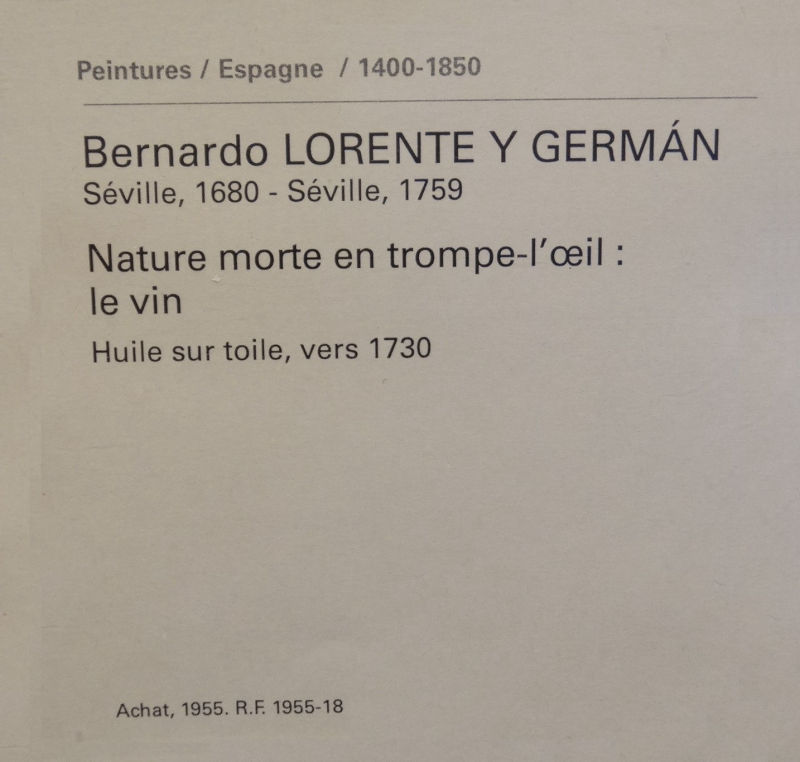 Peintures / Espagne / 1400-1850
Bernardo LORENTE Y GERMÁN
Séville, 1680 - Séville, 1759
Nature morte en trompe-l'œil :
le vin
Huile sur toile, vers 1730
Achat, 1955. R.F. 1955-18